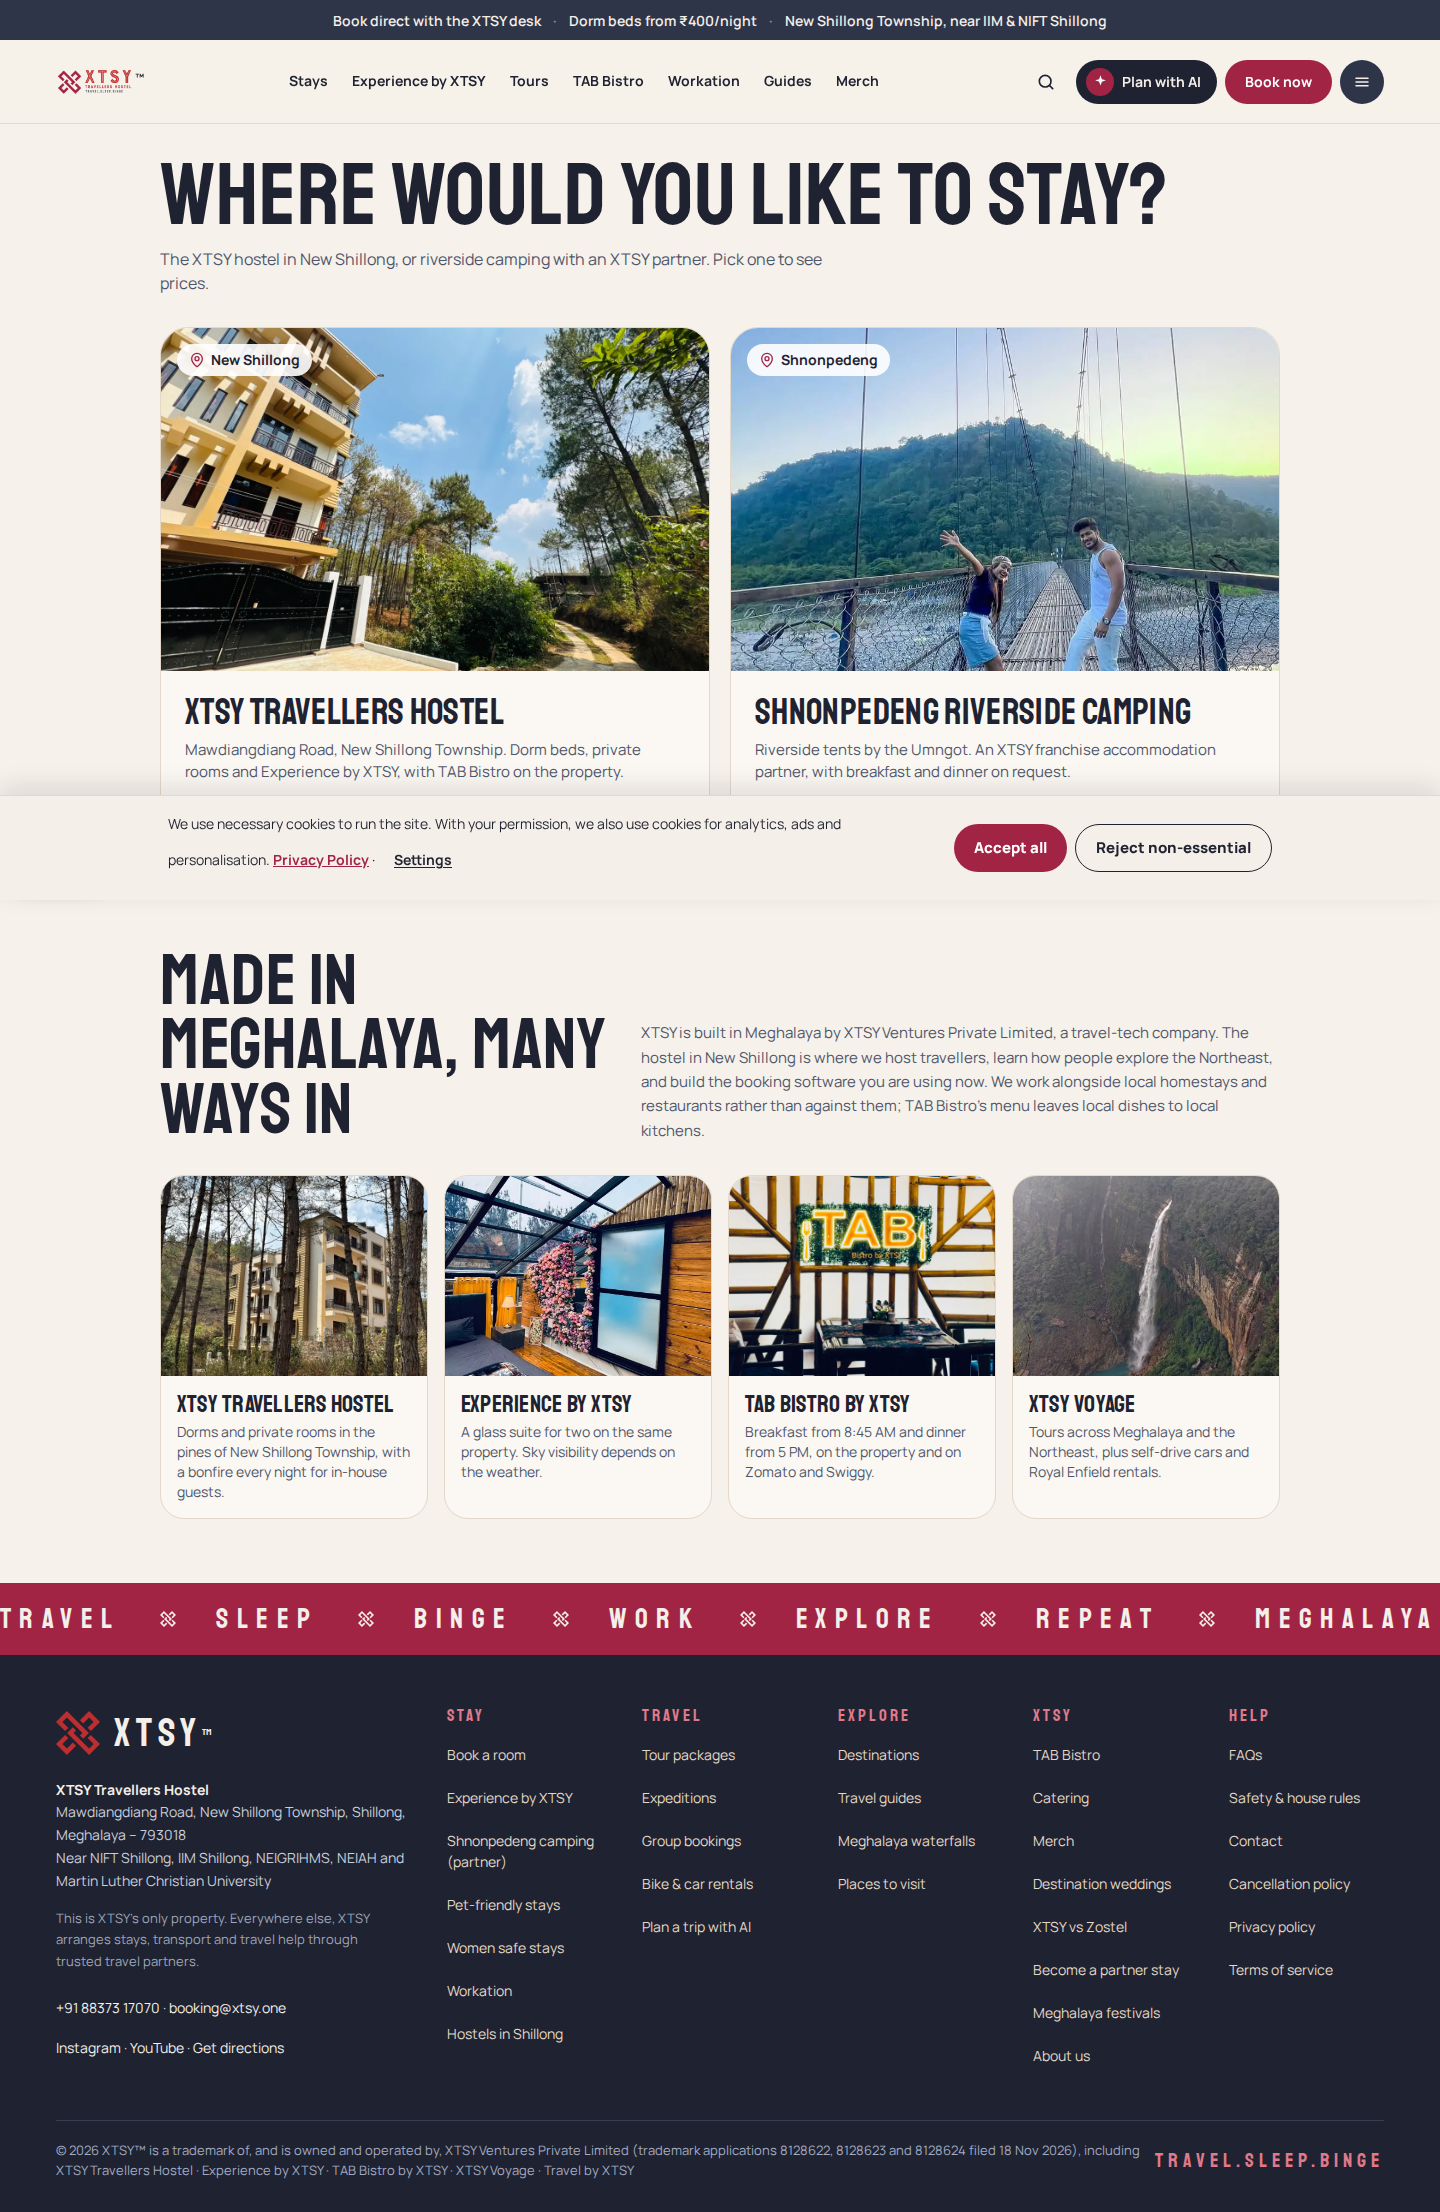 Book direct with the XTSY desk · Dorm beds from ₹400/night · New Shillong Township, near IIM & NIFT Shillong
XTSY™
TRAVELLERS HOSTEL
Stays Experience by XTSY Tours TAB Bistro Workation Guides Merch
Plan with AI
Book now
WHERE WOULD YOU LIKE TO STAY?
The XTSY hostel in New Shillong, or riverside camping with an XTSY partner. Pick one to see
prices.
New Shillong
Shnonpedeng
XTSY TRAVELLERS HOSTEL
Mawdiangdiang Road, New Shillong Township. Dorm beds, private
rooms and Experience by XTSY, with TAB Bistro on the property.
SHNONPEDENG RIVERSIDE CAMPING
Riverside tents by the Umngot. An XTSY franchise accommodation
partner, with breakfast and dinner on request.
We use necessary cookies to run the site. With your permission, we also use cookies for analytics, ads and
personalisation. Privacy Policy · Settings
Accept all
Reject non-essential
MADE IN
MEGHALAYA, MANY
WAYS IN
XTSY is built in Meghalaya by XTSY Ventures Private Limited, a travel-tech company. The
hostel in New Shillong is where we host travellers, learn how people explore the Northeast,
and build the booking software you are using now. We work alongside local homestays and
restaurants rather than against them; TAB Bistro's menu leaves local dishes to local
kitchens.
TAB
Bistro by XTSY
XTSY TRAVELLERS HOSTEL
Dorms and private rooms in the
pines of New Shillong Township, with
a bonfire every night for in-house
guests.
EXPERIENCE BY XTSY
A glass suite for two on the same
property. Sky visibility depends on
the weather.
TAB BISTRO BY XTSY
Breakfast from 8:45 AM and dinner
from 5 PM, on the property and on
Zomato and Swiggy.
XTSY VOYAGE
Tours across Meghalaya and the
Northeast, plus self-drive cars and
Royal Enfield rentals.
TRAVEL SLEEP BINGE WORK EXPLORE REPEAT MEGHALAYA
XTSY™
XTSY Travellers Hostel
Mawdiangdiang Road, New Shillong Township, Shillong,
Meghalaya – 793018
Near NIFT Shillong, IIM Shillong, NEIGRIHMS, NEIAH and
Martin Luther Christian University
This is XTSY's only property. Everywhere else, XTSY
arranges stays, transport and travel help through
trusted travel partners.
+91 88373 17070 · booking@xtsy.one
Instagram · YouTube · Get directions
STAY
Book a room
Experience by XTSY
Shnonpedeng camping
(partner)
Pet-friendly stays
Women safe stays
Workation
Hostels in Shillong
TRAVEL
Tour packages
Expeditions
Group bookings
Bike & car rentals
Plan a trip with AI
EXPLORE
Destinations
Travel guides
Meghalaya waterfalls
Places to visit
XTSY
TAB Bistro
Catering
Merch
Destination weddings
XTSY vs Zostel
Become a partner stay
Meghalaya festivals
About us
HELP
FAQs
Safety & house rules
Contact
Cancellation policy
Privacy policy
Terms of service
© 2026 XTSY™ is a trademark of, and is owned and operated by, XTSY Ventures Private Limited (trademark applications 8128622, 8128623 and 8128624 filed 18 Nov 2026), including
XTSY Travellers Hostel · Experience by XTSY · TAB Bistro by XTSY · XTSY Voyage · Travel by XTSY
TRAVEL.SLEEP.BINGE